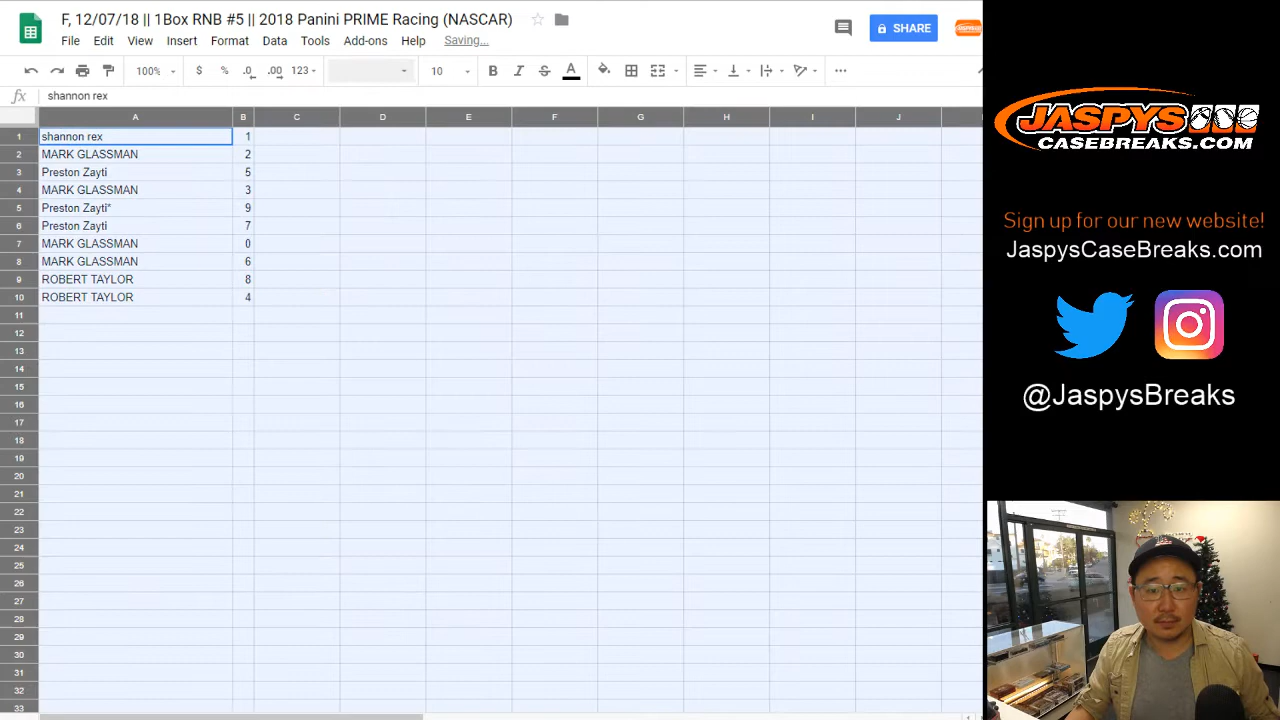 F, 12/07/18 || 1Box RNB #5 || 2018 Panini PRIME Racing (NASCAR)
File Edit View Insert Format Data Tools Add-ons Help Saving...
SHARE
JASPYS
100% $ % .0 .00 123 10 B I S A
fx shannon rex
A B C D E F G H I J
1 shannon rex 1
2 MARK GLASSMAN 2
3 Preston Zayti 5
4 MARK GLASSMAN 3
5 Preston Zayti* 9
6 Preston Zayti 7
7 MARK GLASSMAN 0
8 MARK GLASSMAN 6
9 ROBERT TAYLOR 8
10 ROBERT TAYLOR 4
11
12
13
14
15
16
17
18
19
20
21
22
23
24
25
26
27
28
29
30
31
32
33
JASPYS
CASEBREAKS.COM
Sign up for our new website!
JaspysCaseBreaks.com
@JaspysBreaks